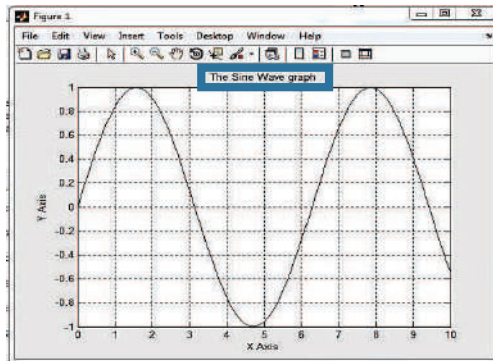 Figure 1
File Edit View Insert Tools Desktop Window Help
The Sine Wave graph
1
0.8
0.6
0.4
0.2
0
-0.2
-0.4
-0.6
-0.8
-1
Y Axis
0 1 2 3 4 5 6 7 8 9 10
X Axis